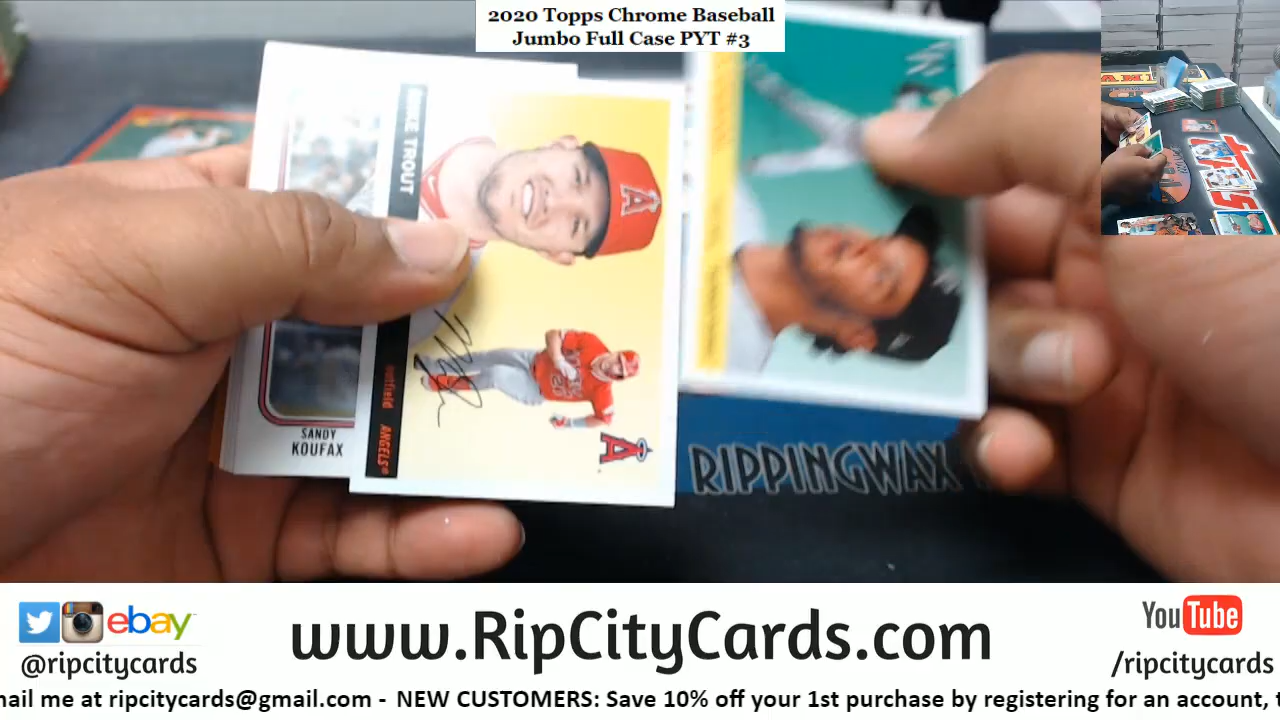 2020 Topps Chrome Baseball
Jumbo Full Case PYT #3
MIKE TROUT
outfield ANGELS
A
A
SANDY
KOUFAX
RIPPINGWAX
ebay
@ripcitycards
www.RipCityCards.com
YouTube
/ripcitycards
mail me at ripcitycards@gmail.com - NEW CUSTOMERS: Save 10% off your 1st purchase by registering for an account,